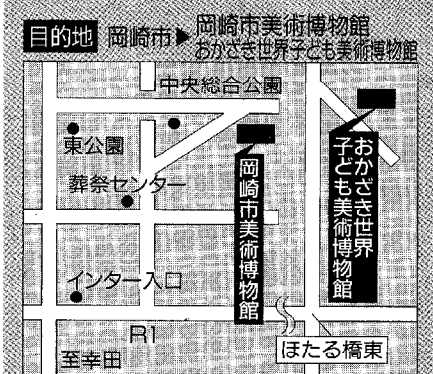 目的地 岡崎市▶岡崎市美術博物館
おかざき世界子ども美術博物館
中央総合公園
東公園
葬祭センター
岡崎市美術博物館
おかざき世界
子ども美術博物館
インター入口
R1
ほたる橋東
至幸田